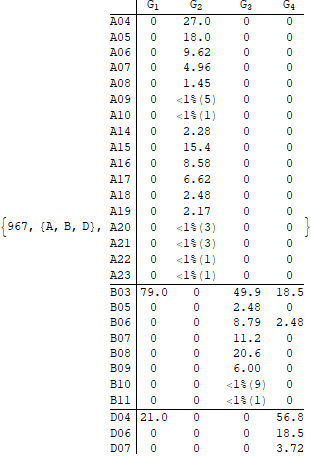 G1 G2 G3 G4
A04 0 27.0 0 0
A05 0 18.0 0 0
A06 0 9.62 0 0
A07 0 4.96 0 0
A08 0 1.45 0 0
A09 0 <1%(5) 0 0
A10 0 <1%(1) 0 0
A14 0 2.28 0 0
A15 0 15.4 0 0
A16 0 8.58 0 0
A17 0 6.62 0 0
A18 0 2.48 0 0
A19 0 2.17 0 0
{967, {A, B, D}, A20 0 <1%(3) 0 0 }
A21 0 <1%(3) 0 0
A22 0 <1%(1) 0 0
A23 0 <1%(1) 0 0
B03 79.0 0 49.9 18.5
B05 0 0 2.48 0
B06 0 0 8.79 2.48
B07 0 0 11.2 0
B08 0 0 20.6 0
B09 0 0 6.00 0
B10 0 0 <1%(9) 0
B11 0 0 <1%(1) 0
D04 21.0 0 0 56.8
D06 0 0 0 18.5
D07 0 0 0 3.72